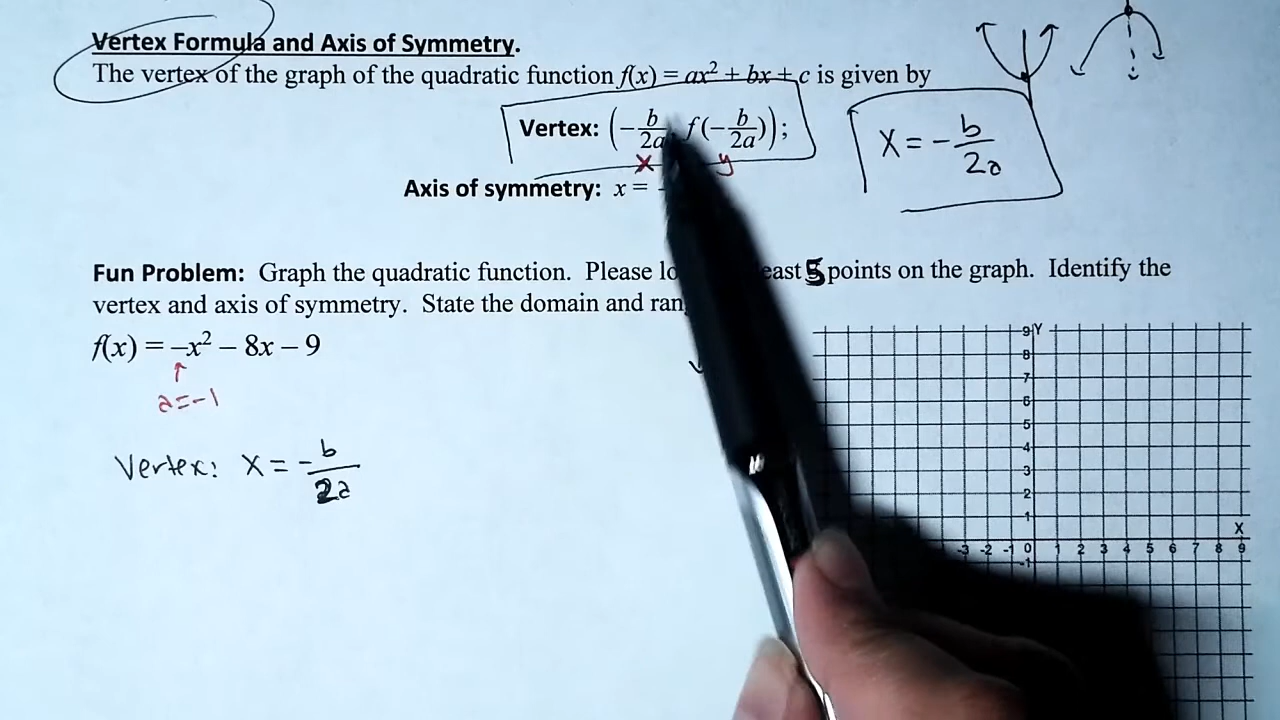 Vertex Formula and Axis of Symmetry.
The vertex of the graph of the quadratic function f(x) = ax² + bx + c is given by
Vertex: (−b/2a, f(−b/2a));
x y
X = −b/2a
Axis of symmetry: x =
Fun Problem: Graph the quadratic function. Please 5 points on the graph. Identify the
vertex and axis of symmetry. State the domain and
f(x) = −x² − 8x − 9
a=-1
Vertex: X = −b/2a
9 Y
8
7
6
5
4
3
2
1
X
-3 -2 -1 0 1 2 3 4 5 6 7 8 9
-1